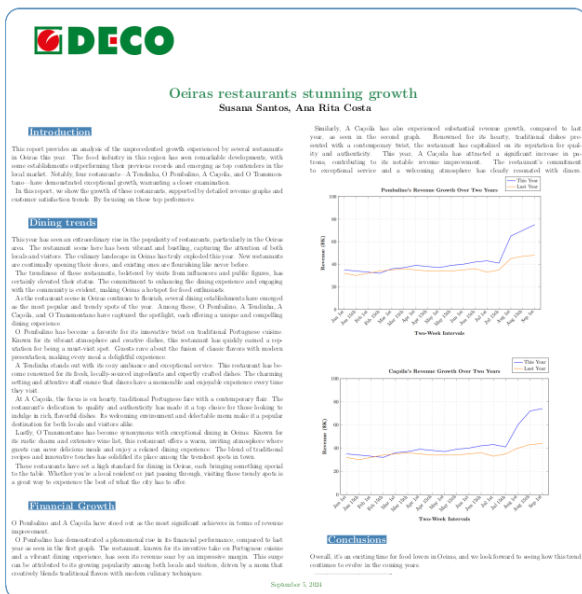 DECO
Oeiras restaurants stunning growth
Susana Santos, Ana Rita Costa
Introduction
This report provides an analysis of the unprecedented growth experienced by several restaurants
in Oeiras this year. The food industry in this region has seen remarkable developments, with
some establishments outperforming their previous records and emerging as top contenders in the
local market. Notably, four restaurants—A Tendinha, O Pombalino, A Caçola, and O Transmon-
tano—have demonstrated exceptional growth, warranting a closer examination.
In this report, we show the growth of these restaurants, supported by detailed revenue graphs and
customer satisfaction trends. By focusing on these top performers
Dining trends
This year has seen an extraordinary rise in the popularity of restaurants, particularly in the Oeiras
area. The restaurant scene here has been vibrant and bustling, capturing the attention of both
locals and visitors. The culinary landscape in Oeiras has truly exploded this year. New restaurants
are continually opening their doors, and existing ones are flourishing like never before.
The trendiness of these restaurants, bolstered by visits from influencers and public figures, has
certainly elevated their status. The commitment to enhancing the dining experience and engaging
with the community is evident, making Oeiras a hotspot for food enthusiasts.
As the restaurant scene in Oeiras continues to flourish, several dining establishments have emerged
as the most popular and trendy spots of the year. Among these, O Pombalino, A Tendinha, A
Caçola, and O Transmontano have captured the spotlight, each offering a unique and compelling
dining experience.
O Pombalino has become a favorite for its innovative twist on traditional Portuguese cuisine.
Known for its vibrant atmosphere and creative dishes, this restaurant has quickly earned a rep-
utation for being a must-visit spot. Guests rave about the fusion of classic flavors with modern
presentation, making every meal a delightful experience.
A Tendinha stands out with its cozy ambiance and exceptional service. This restaurant has be-
come renowned for its fresh, locally-sourced ingredients and expertly crafted dishes. The charming
setting and attentive staff ensure that diners have a memorable and enjoyable experience every time
they visit.
At A Caçola, the focus is on hearty, traditional Portuguese fare with a contemporary flair. The
restaurant's dedication to quality and authenticity has made it a top choice for those looking to
indulge in rich, flavorful dishes. Its welcoming environment and delectable menu make it a popular
destination for both locals and visitors alike.
Lastly, O Transmontano has become synonymous with exceptional dining in Oeiras. Known for
its rustic charm and extensive wine list, this restaurant offers a warm, inviting atmosphere where
guests can savor delicious meals and enjoy a relaxed dining experience. The blend of traditional
recipes and innovative touches has solidified its place among the trendiest spots in town.
These restaurants have set a high standard for dining in Oeiras, each bringing something special
to the table. Whether you're a local or just passing through, visiting these trendy spots is
a great way to experience the best of what the city has to offer.
Financial Growth
O Pombalino and A Caçola have stood out as the most significant achievers in terms of revenue
improvement.
O Pombalino has demonstrated a phenomenal rise in its financial performance, compared to last
year as seen in the first graph. The restaurant, known for its inventive take on Portuguese cuisine
and a vibrant dining experience, has seen its revenue soar by an impressive margin. This surge
can be attributed to its growing popularity among both locals and visitors, driven by a menu that
creatively blends traditional flavors with modern culinary techniques.
Similarly, A Caçola has also experienced substantial revenue growth, compared to last
year, as seen in the second graph. Renowned for its hearty, traditional dishes pre-
sented with a contemporary twist, the restaurant has capitalized on its reputation for qual-
ity and authenticity. This year, A Caçola has attracted a significant increase in pa-
trons, contributing to its notable revenue improvement. The restaurant's commitment
to exceptional service and a welcoming atmosphere has clearly resonated with diners.
Pombalino's Revenue Growth Over Two Years
This Year
Last Year
Revenue (8K)
100
80
60
40
20
0
Two-Week Intervals
Caçola's Revenue Growth Over Two Years
This Year
Last Year
Revenue (8K)
100
80
60
40
20
0
Two-Week Intervals
Conclusions
Overall, it's an exciting time for food lovers in Oeiras, and we look forward to seeing how this trend
continues to evolve in the coming years.
September 5, 2024